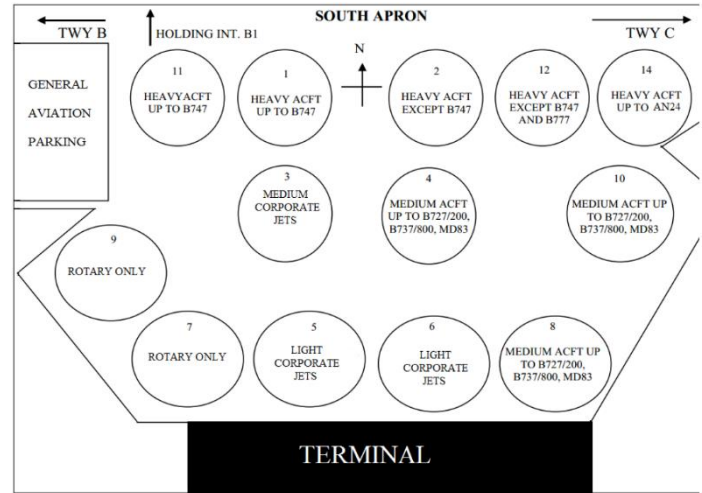 SOUTH APRON
TWY B
HOLDING INT. B1
N
TWY C
GENERAL
AVIATION
PARKING
11
HEAVYACFT
UP TO B747
1
HEAVY ACFT
UP TO B747
2
HEAVY ACFT
EXCEPT B747
12
HEAVY ACFT
EXCEPT B747
AND B777
14
HEAVY ACFT
UP TO AN24
3
MEDIUM
CORPORATE
JETS
4
MEDIUM ACFT
UP TO B727/200,
B737/800, MD83
10
MEDIUM ACFT UP
TO B727/200,
B737/800, MD83
9
ROTARY ONLY
7
ROTARY ONLY
5
LIGHT
CORPORATE
JETS
6
LIGHT
CORPORATE
JETS
8
MEDIUM ACFT UP
TO B727/200,
B737/800, MD83
TERMINAL